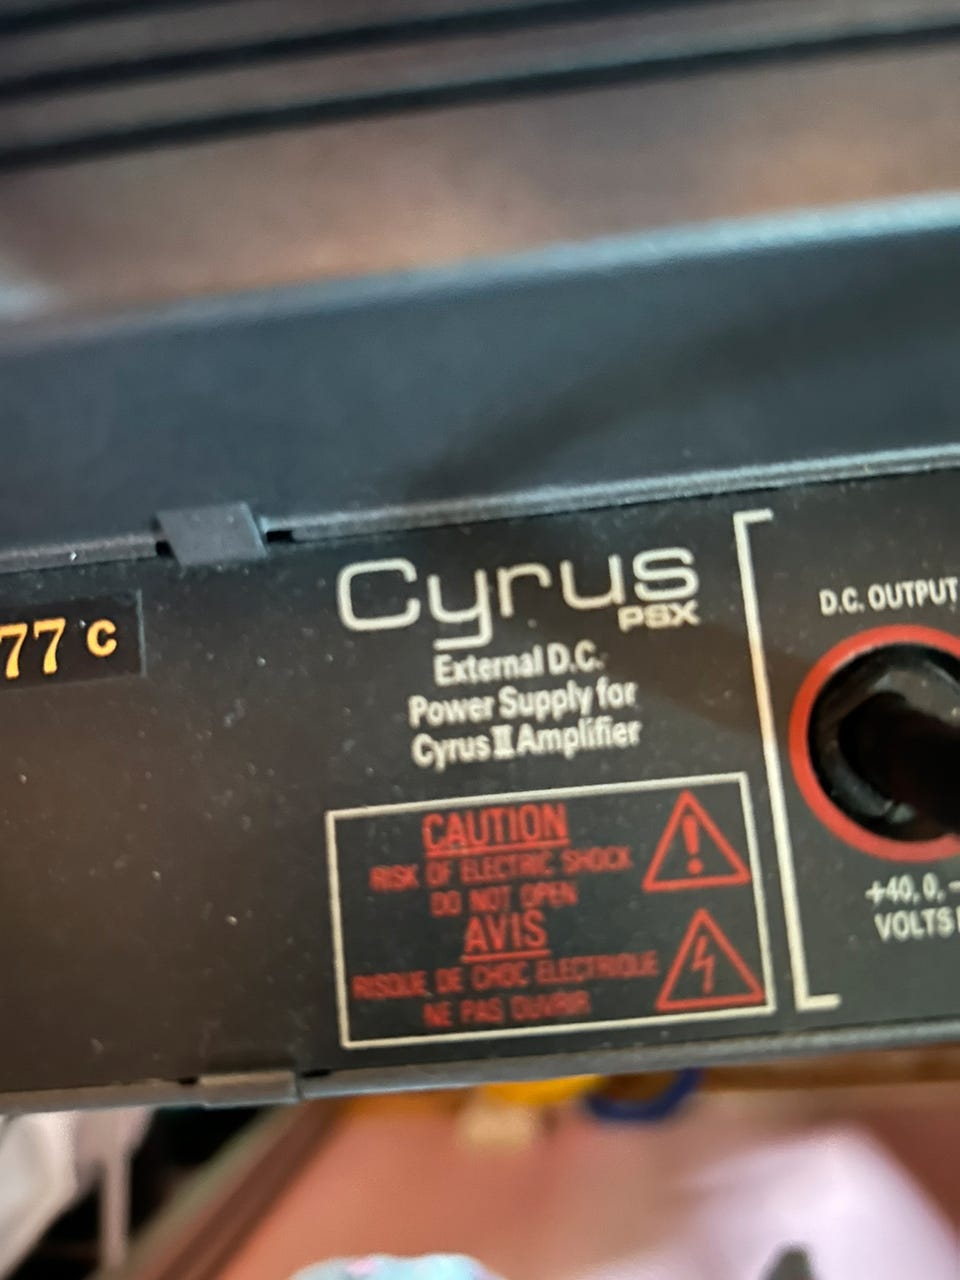 77 C
Cyrus
PSX
External D.C.
Power Supply for
Cyrus II Amplifier
CAUTION
RISK OF ELECTRIC SHOCK
DO NOT OPEN
AVIS
RISQUE DE CHOC ELECTRIQUE
NE PAS OUVRIR
D.C. OUTPUT
+40, 0, -
VOLTS